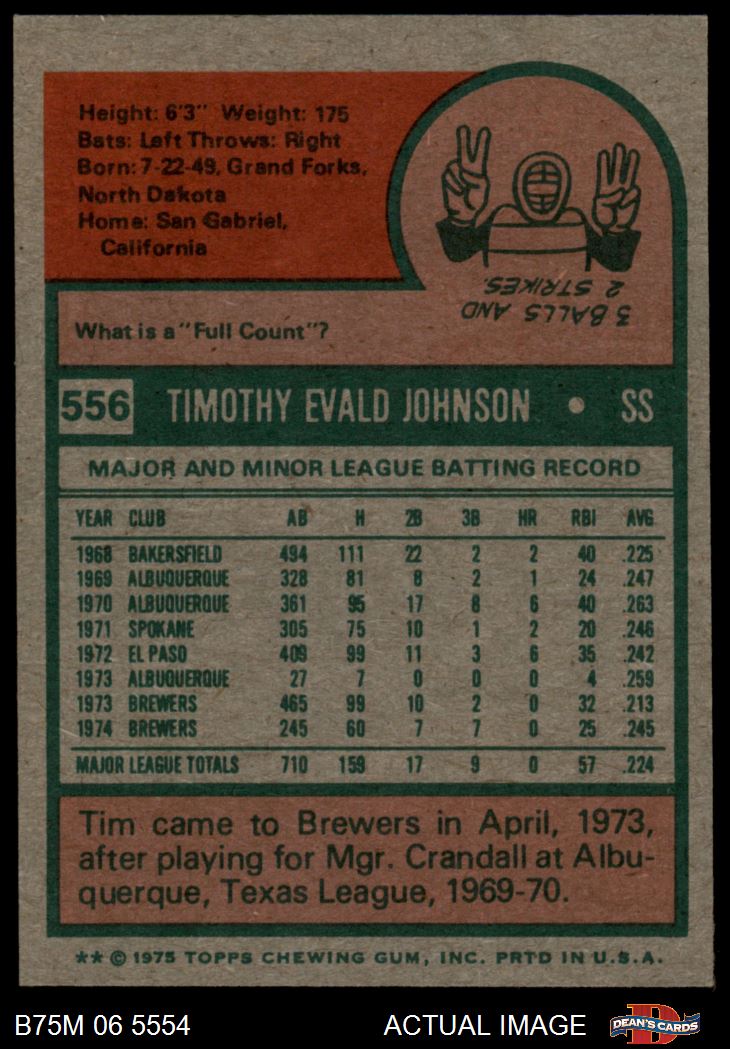 Height: 6'3" Weight: 175
Bats: Left Throws: Right
Born: 7-22-49, Grand Forks,
North Dakota
Home: San Gabriel,
California
3 BALLS AND
2 STRIKES.
What is a "Full Count"?
556 TIMOTHY EVALD JOHNSON • SS
MAJOR AND MINOR LEAGUE BATTING RECORD
YEAR CLUB AB H 2B 3B HR RBI AVG
1968 BAKERSFIELD 494 111 22 2 2 40 .225
1969 ALBUQUERQUE 328 81 8 2 1 24 .247
1970 ALBUQUERQUE 361 95 17 8 6 40 .263
1971 SPOKANE 305 75 10 1 2 20 .246
1972 EL PASO 409 99 11 3 6 35 .242
1973 ALBUQUERQUE 27 7 0 0 0 4 .259
1973 BREWERS 465 99 10 2 0 32 .213
1974 BREWERS 245 60 7 7 0 25 .245
MAJOR LEAGUE TOTALS 710 159 17 9 0 57 .224
Tim came to Brewers in April, 1973,
after playing for Mgr. Crandall at Albu-
querque, Texas League, 1969-70.
** © 1975 TOPPS CHEWING GUM, INC. PRTD IN U.S.A.
B75M 06 5554 ACTUAL IMAGE DEAN'S CARDS